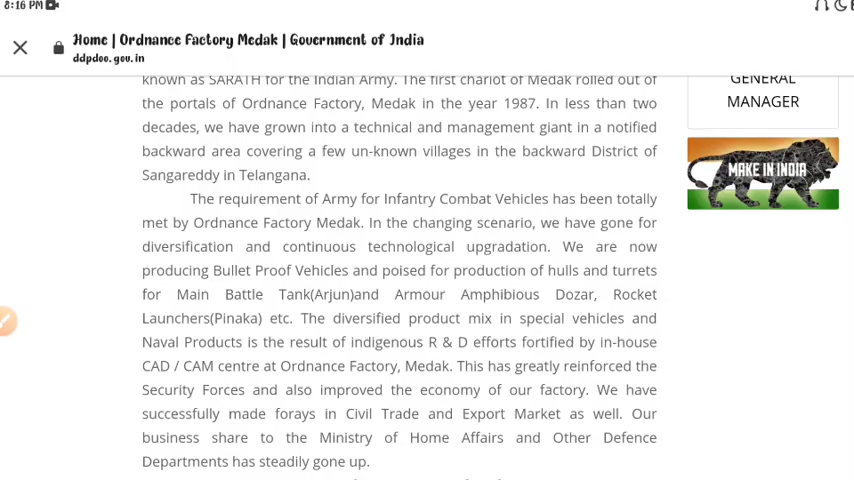 8:16 PM
Home | Ordnance Factory Medak | Government of India
ddpdoo.gov.in
known as SARATH for the Indian Army. The first chariot of Medak rolled out of
the portals of Ordnance Factory, Medak in the year 1987. In less than two
decades, we have grown into a technical and management giant in a notified
backward area covering a few un-known villages in the backward District of
Sangareddy in Telangana.
The requirement of Army for Infantry Combat Vehicles has been totally
met by Ordnance Factory Medak. In the changing scenario, we have gone for
diversification and continuous technological upgradation. We are now
producing Bullet Proof Vehicles and poised for production of hulls and turrets
for Main Battle Tank(Arjun)and Armour Amphibious Dozar, Rocket
Launchers(Pinaka) etc. The diversified product mix in special vehicles and
Naval Products is the result of indigenous R & D efforts fortified by in-house
CAD / CAM centre at Ordnance Factory, Medak. This has greatly reinforced the
Security Forces and also improved the economy of our factory. We have
successfully made forays in Civil Trade and Export Market as well. Our
business share to the Ministry of Home Affairs and Other Defence
Departments has steadily gone up.
GENERAL
MANAGER
MAKE IN INDIA